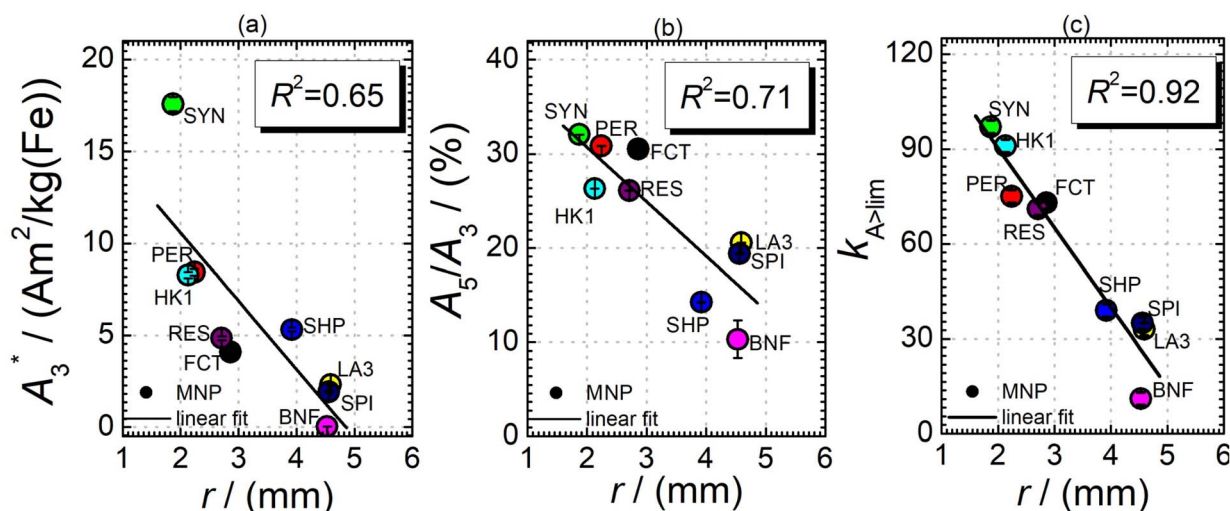 (a)
A₃* / (Am²/kg(Fe))
20
15
10
5
0
R²=0.65
SYN
PER
HK1
RES
FCT
SHP
LA3
SPI
BNF
MNP
linear fit
1 2 3 4 5 6
r / (mm)
(b)
A₅/A₃ / (%)
40
30
20
10
0
R²=0.71
SYN
PER
FCT
HK1
RES
LA3
SPI
SHP
BNF
MNP
linear fit
1 2 3 4 5 6
r / (mm)
(c)
k_A>lim
120
90
60
30
0
R²=0.92
SYN
HK1
PER
FCT
RES
SHP
SPI
LA3
BNF
MNP
linear fit
1 2 3 4 5 6
r / (mm)